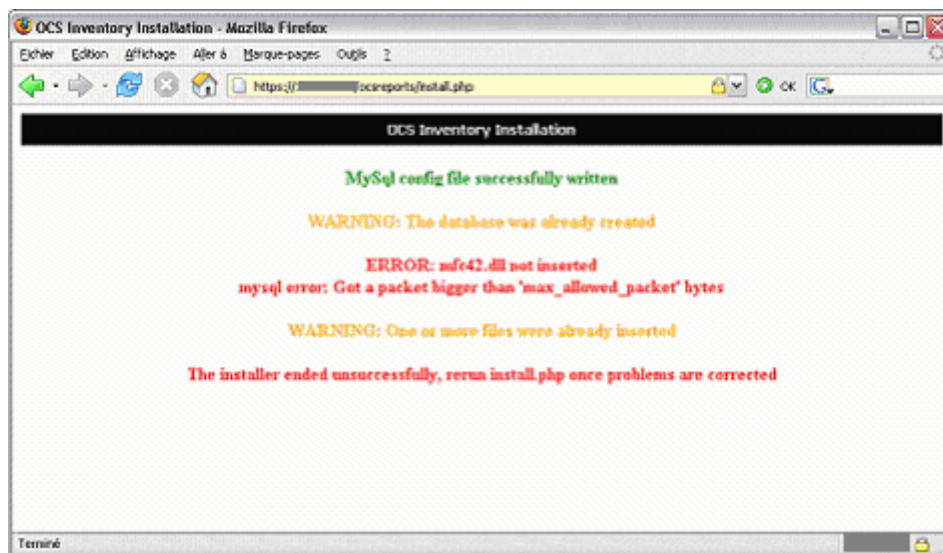 OCS Inventory Installation - Mozilla Firefox
Fichier Edition Affichage Aller à Marque-pages Outils ?
https:// /ocsreports/install.php OK
OCS Inventory Installation
MySql config file successfully written
WARNING: The database was already created
ERROR: mfc42.dll not inserted
mysql error: Got a packet bigger than 'max_allowed_packet' bytes
WARNING: One or more files were already inserted
The installer ended unsuccessfully, rerun install.php once problems are corrected
Terminé